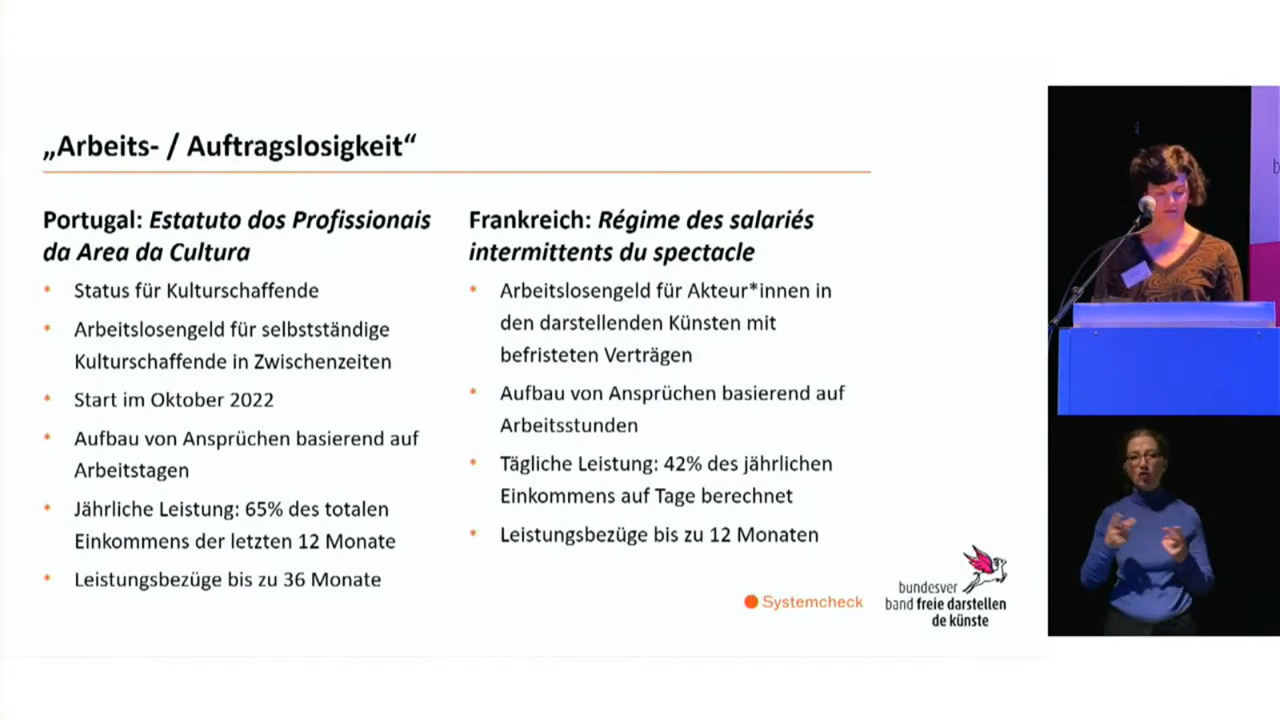 „Arbeits- / Auftragslosigkeit“
Portugal: Estatuto dos Profissionais
da Area da Cultura
* Status für Kulturschaffende
* Arbeitslosengeld für selbstständige
Kulturschaffende in Zwischenzeiten
* Start im Oktober 2022
* Aufbau von Ansprüchen basierend auf
Arbeitstagen
* Jährliche Leistung: 65% des totalen
Einkommens der letzten 12 Monate
* Leistungsbezüge bis zu 36 Monate
Frankreich: Régime des salariés
intermittents du spectacle
* Arbeitslosengeld für Akteur*innen in
den darstellenden Künsten mit
befristeten Verträgen
* Aufbau von Ansprüchen basierend auf
Arbeitsstunden
* Tägliche Leistung: 42% des jährlichen
Einkommens auf Tage berechnet
* Leistungsbezüge bis zu 12 Monaten
Systemcheck
bundesver
band freie darstellen
de künste